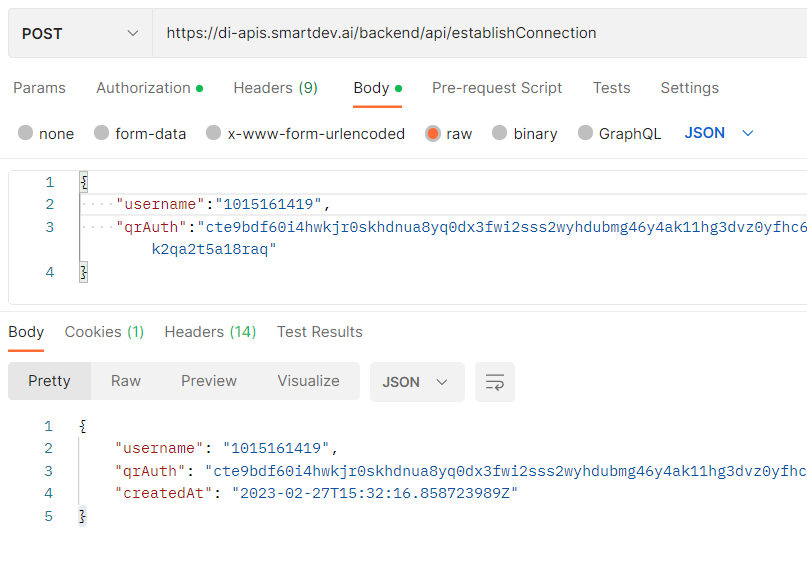 POST https://di-apis.smartdev.ai/backend/api/establishConnection
Params Authorization Headers (9) Body Pre-request Script Tests Settings
none form-data x-www-form-urlencoded raw binary GraphQL JSON
1 {
2 "username":"1015161419",
3 "qrAuth":"cte9bdf60i4hwkjr0skhdnua8yq0dx3fwi2sss2wyhdubmg46y4ak11hg3dvz0yfhc6
k2qa2t5a18raq"
4 }
Body Cookies (1) Headers (14) Test Results
Pretty Raw Preview Visualize JSON
1 {
2 "username": "1015161419",
3 "qrAuth": "cte9bdf60i4hwkjr0skhdnua8yq0dx3fwi2sss2wyhdubmg46y4ak11hg3dvz0yfhc
4 "createdAt": "2023-02-27T15:32:16.858723989Z"
5 }